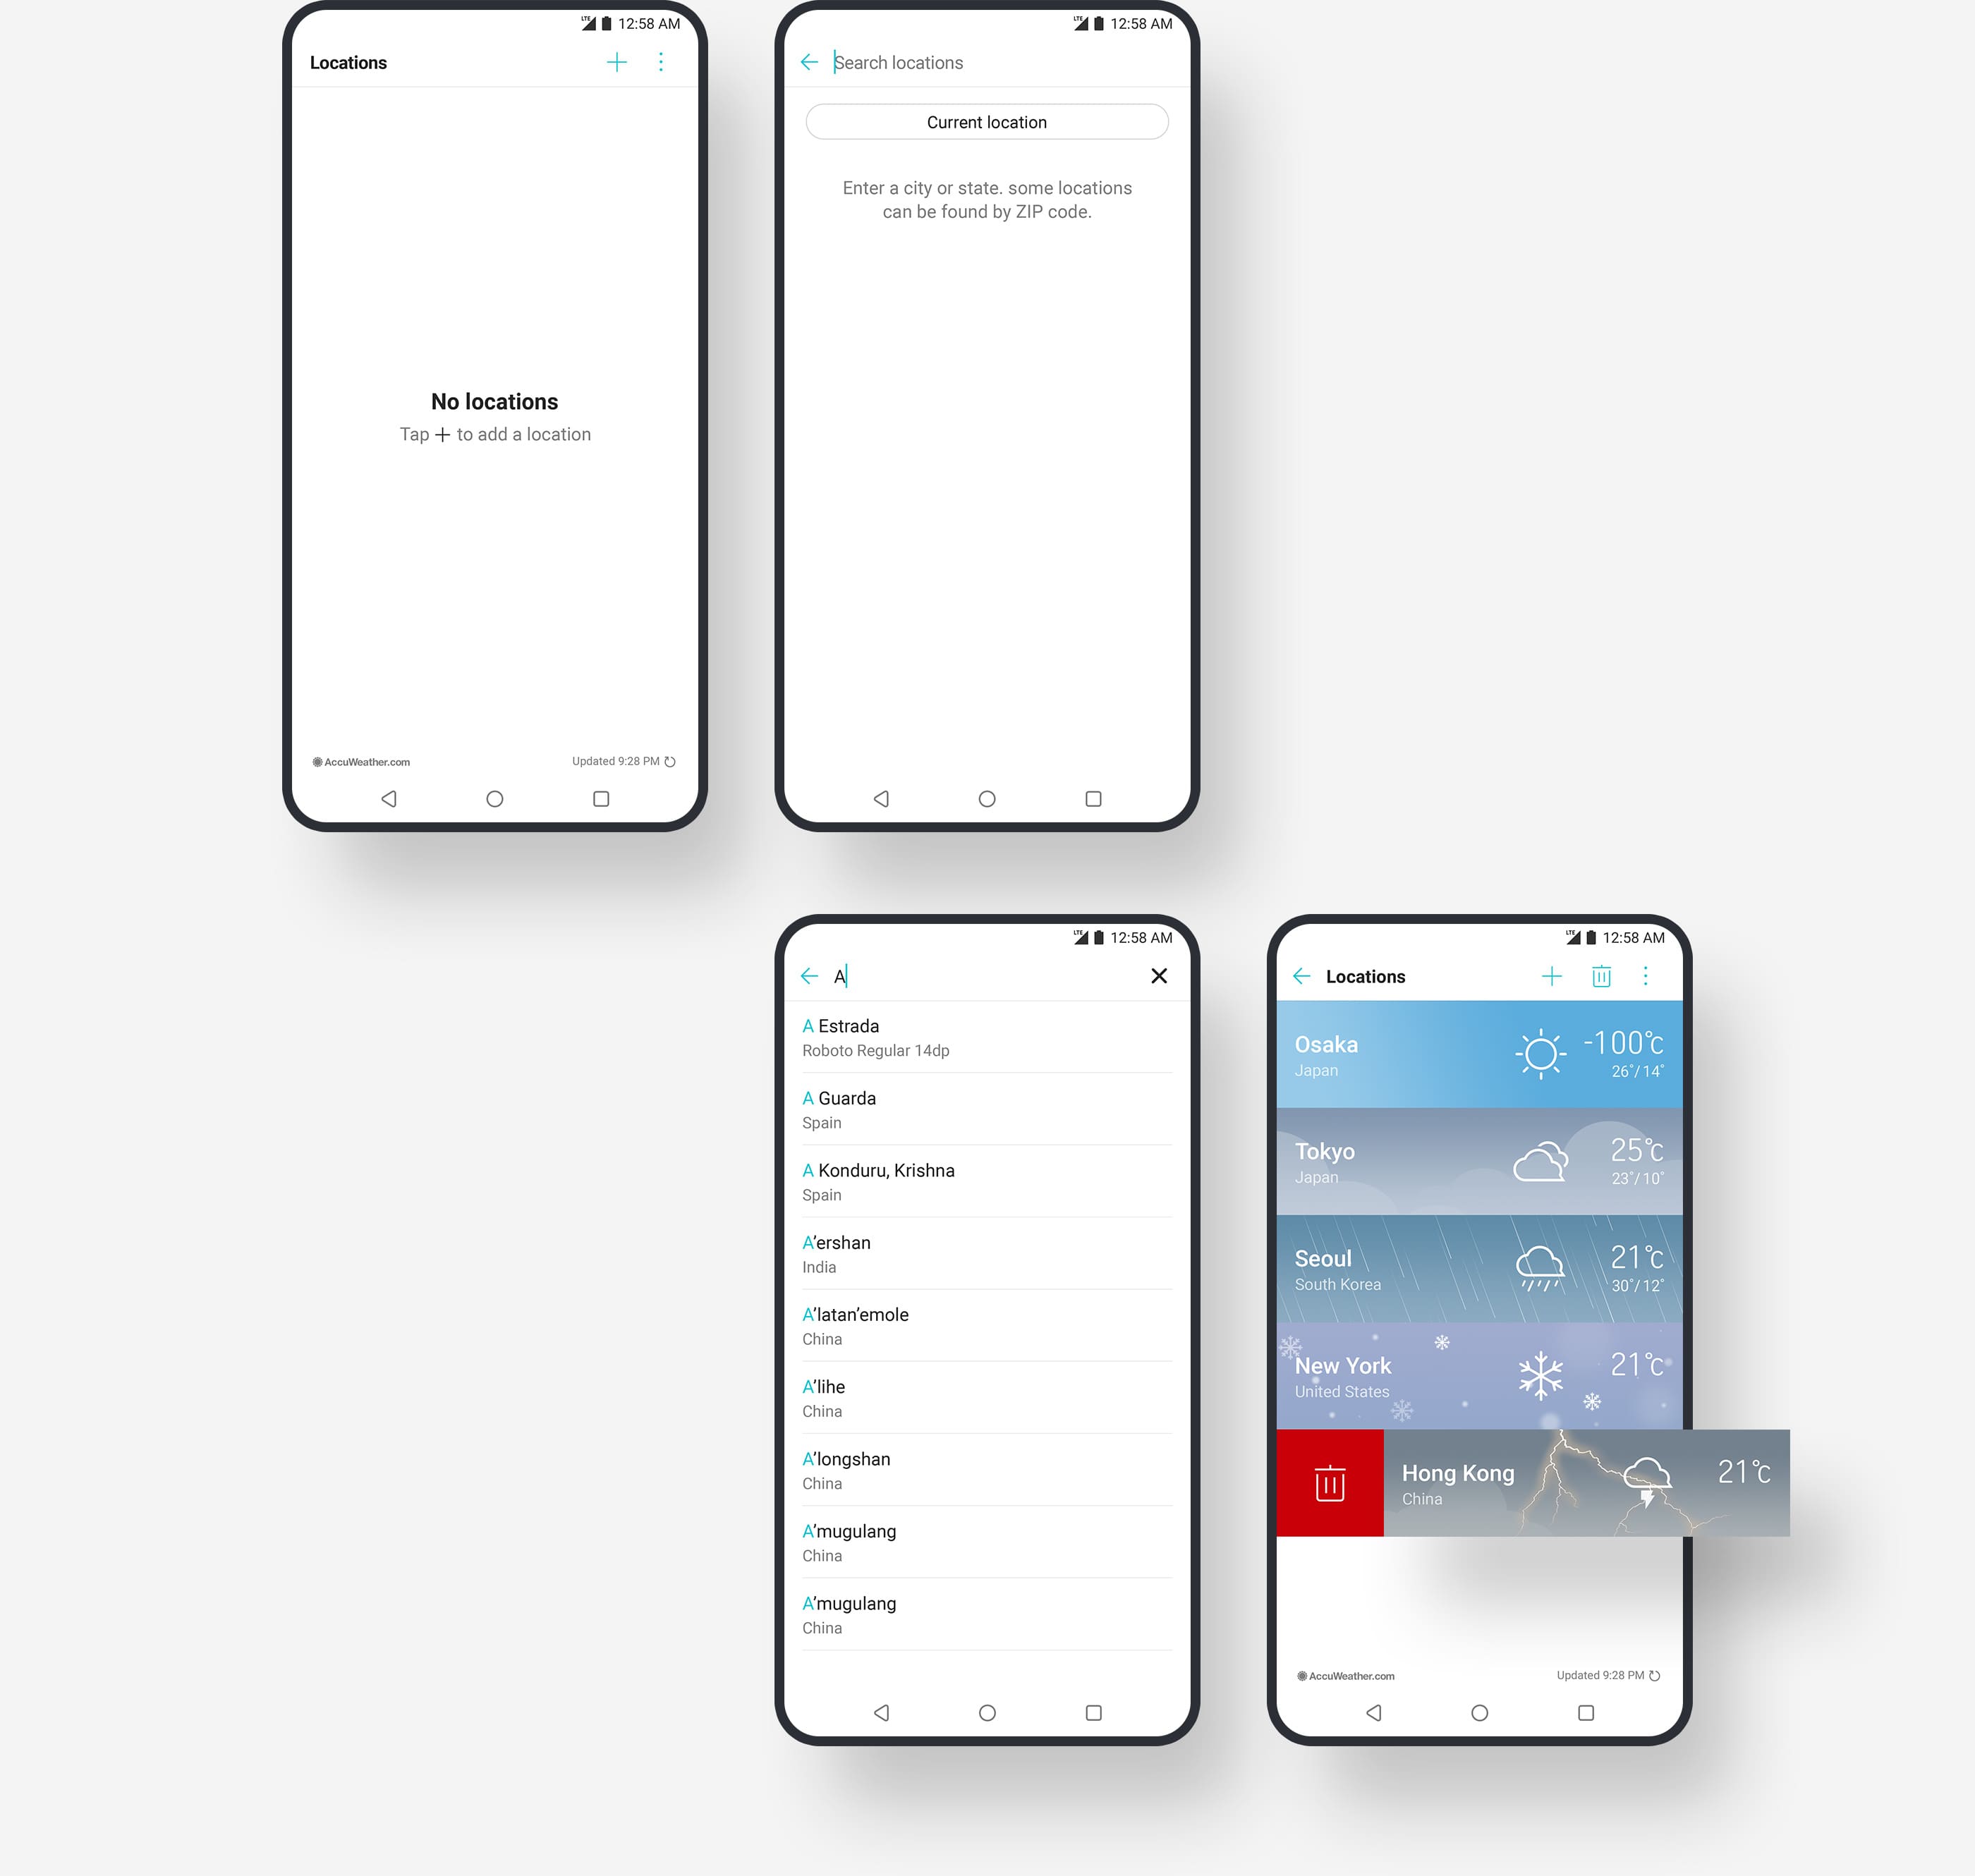 LTE 12:58 AM
Locations
No locations
Tap + to add a location
AccuWeather.com
Updated 9:28 PM
LTE 12:58 AM
Search locations
Current location
Enter a city or state. some locations
can be found by ZIP code.
LTE 12:58 AM
A
A Estrada
Roboto Regular 14dp
A Guarda
Spain
A Konduru, Krishna
Spain
A’ershan
India
A’latan’emole
China
A’lihe
China
A’longshan
China
A’mugulang
China
A’mugulang
China
LTE 12:58 AM
Locations
Osaka
Japan
-100℃
26°/14°
Tokyo
Japan
25℃
23°/10°
Seoul
South Korea
21℃
30°/12°
New York
United States
21℃
Hong Kong
China
21℃
AccuWeather.com
Updated 9:28 PM